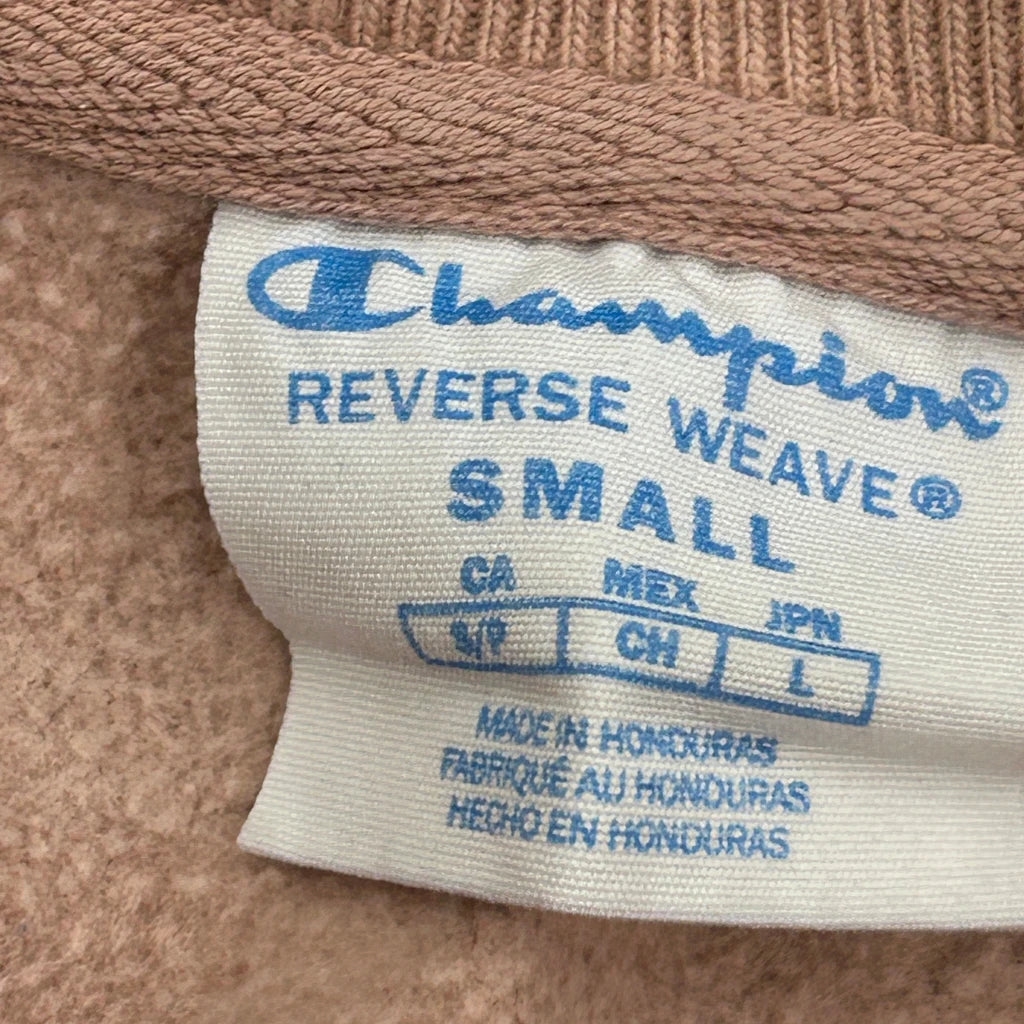 Champion®
REVERSE WEAVE®
SMALL
CA MEX JPN
S/P CH L
MADE IN HONDURAS
FABRIQUÉ AU HONDURAS
HECHO EN HONDURAS